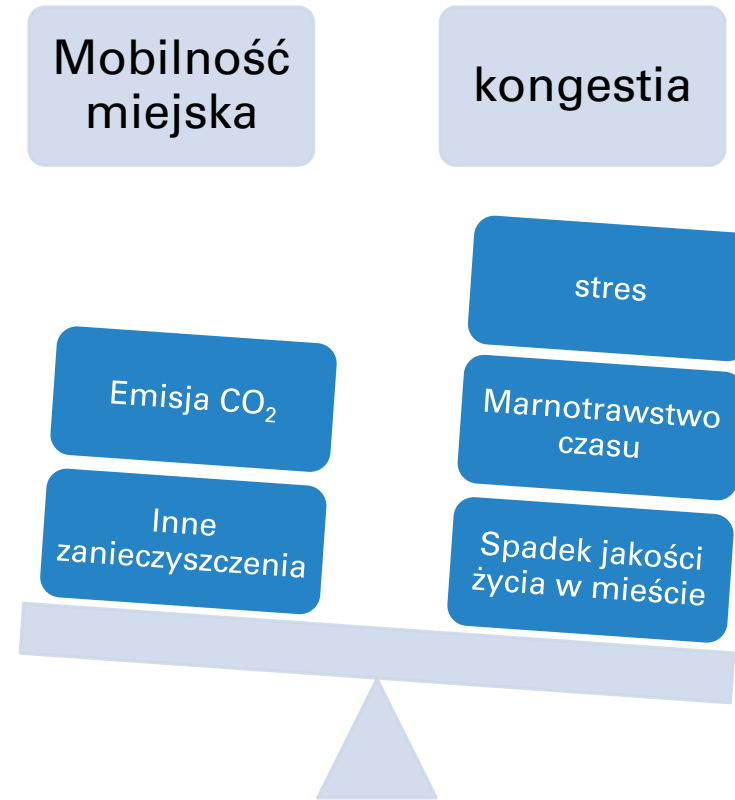 Mobilność
miejska
kongestia
Emisja CO₂
Inne
zanieczyszczenia
stres
Marnotrawstwo
czasu
Spadek jakości
życia w mieście